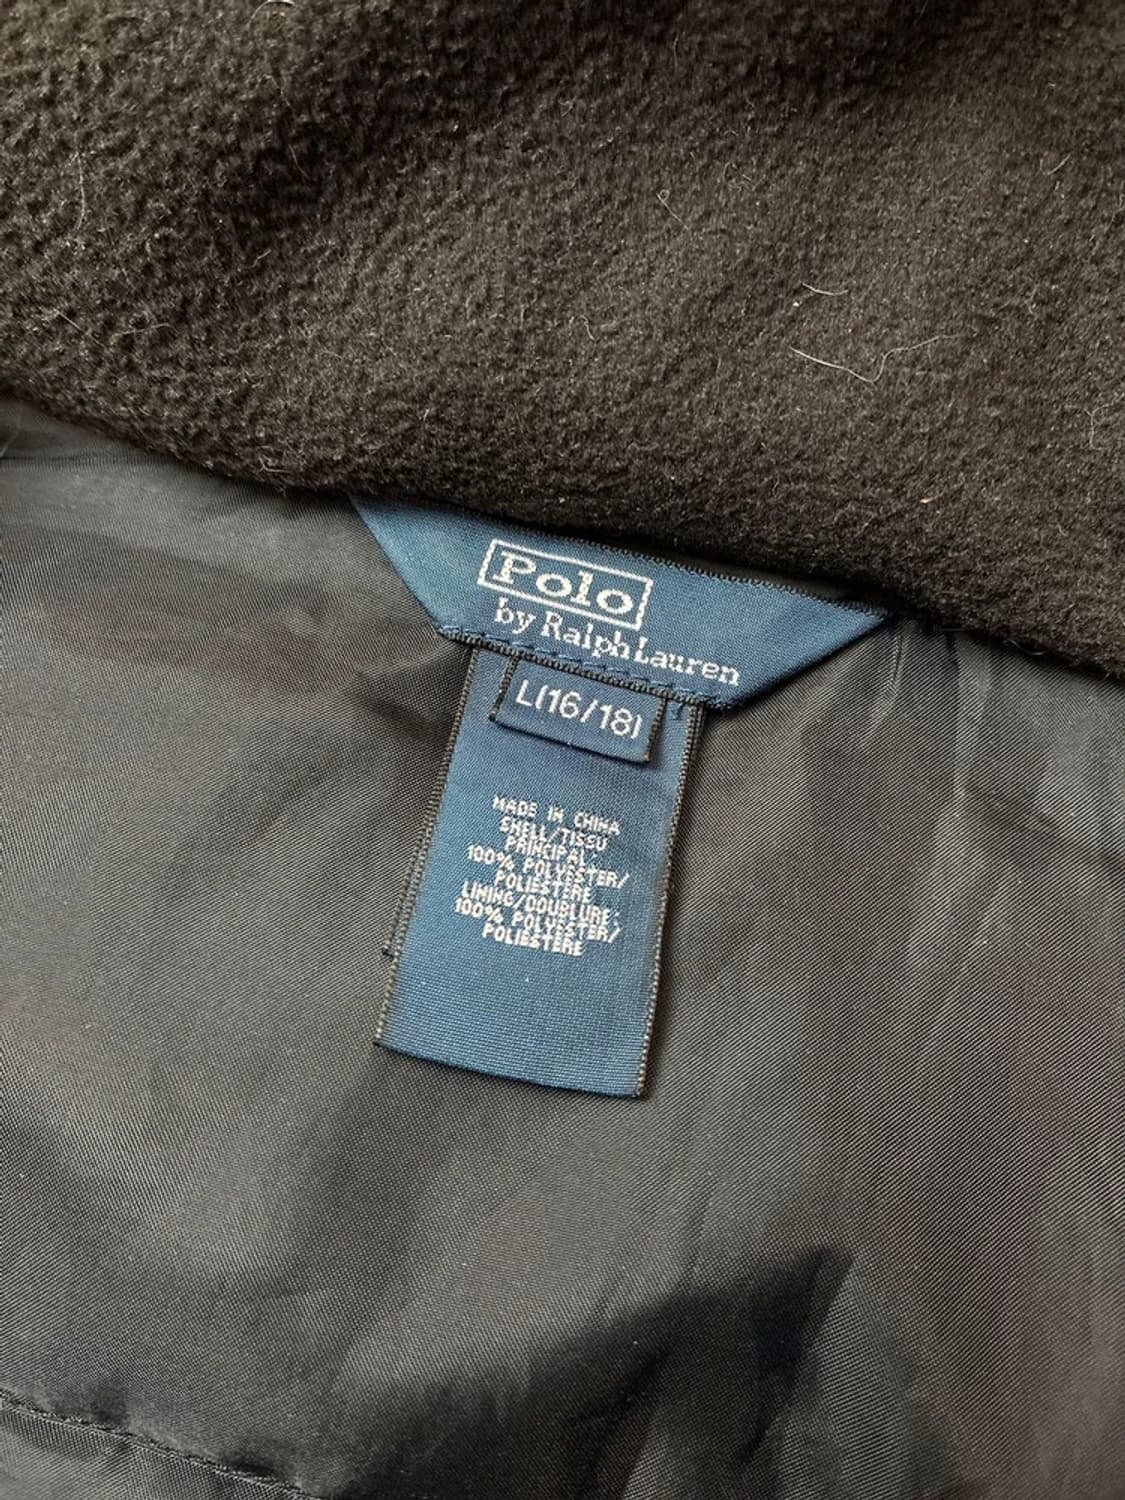 Polo
by Ralph Lauren
L(16/18)
MADE IN CHINA
SHELL/TISSU
PRINCIPAL
100% POLYESTER/
POLIESTERE
LINING/DOUBLURE:
100% POLYESTER/
POLIESTERE